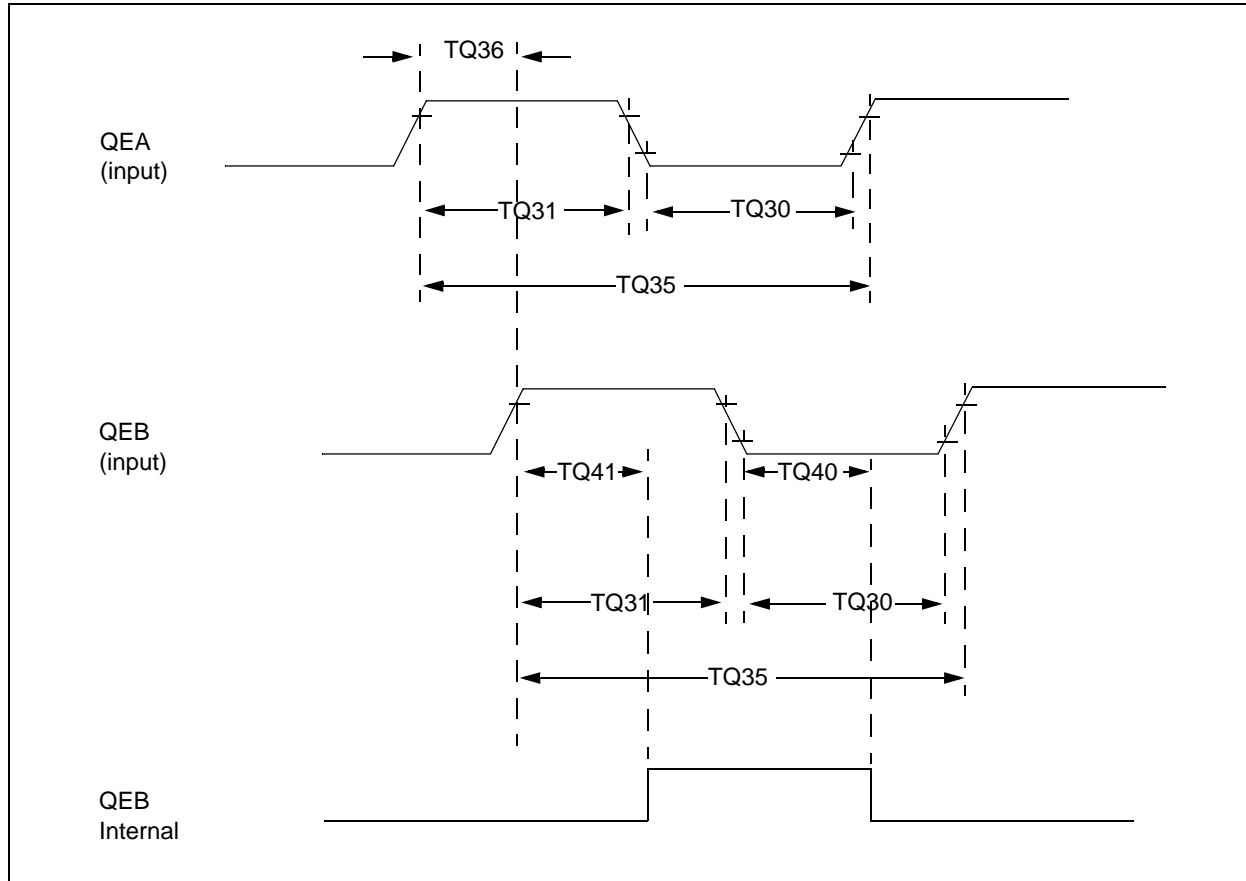 TQ36
QEA
(input)
TQ31
TQ30
TQ35
QEB
(input)
TQ41
TQ40
TQ31
TQ30
TQ35
QEB
Internal